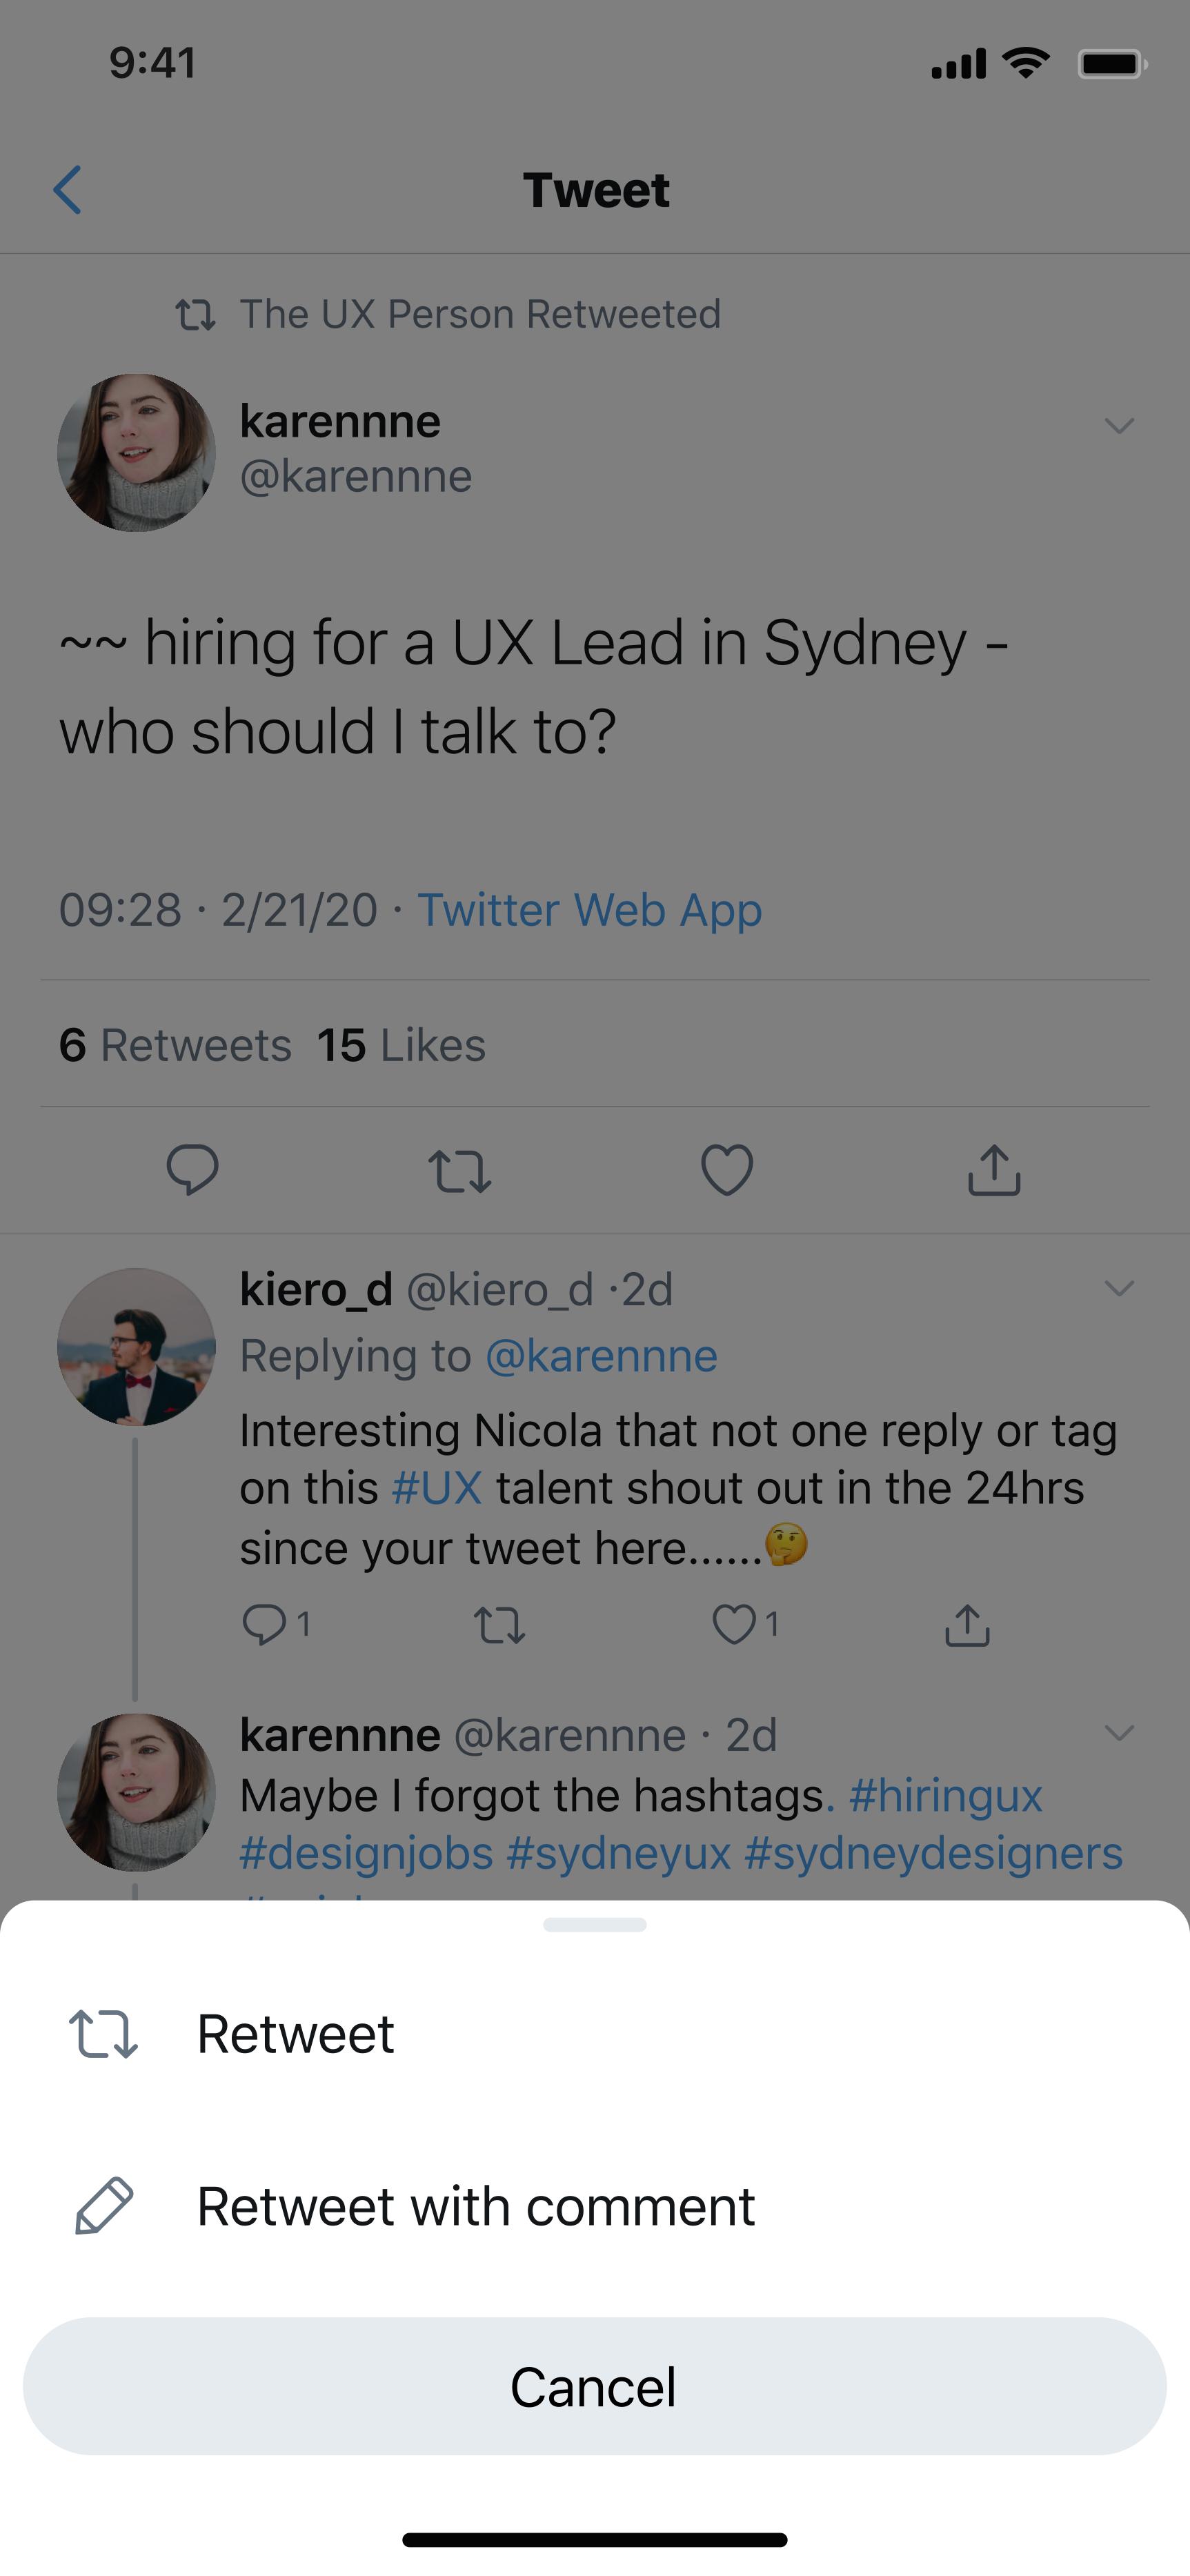 9:41
Tweet
The UX Person Retweeted
karennne
@karennne
~~ hiring for a UX Lead in Sydney -
who should I talk to?
09:28 · 2/21/20 · Twitter Web App
6 Retweets 15 Likes
kiero_d @kiero_d ·2d
Replying to @karennne
Interesting Nicola that not one reply or tag
on this #UX talent shout out in the 24hrs
since your tweet here......🤔
1 1
karennne @karennne · 2d
Maybe I forgot the hashtags. #hiringux
#designjobs #sydneyux #sydneydesigners
Retweet
Retweet with comment
Cancel